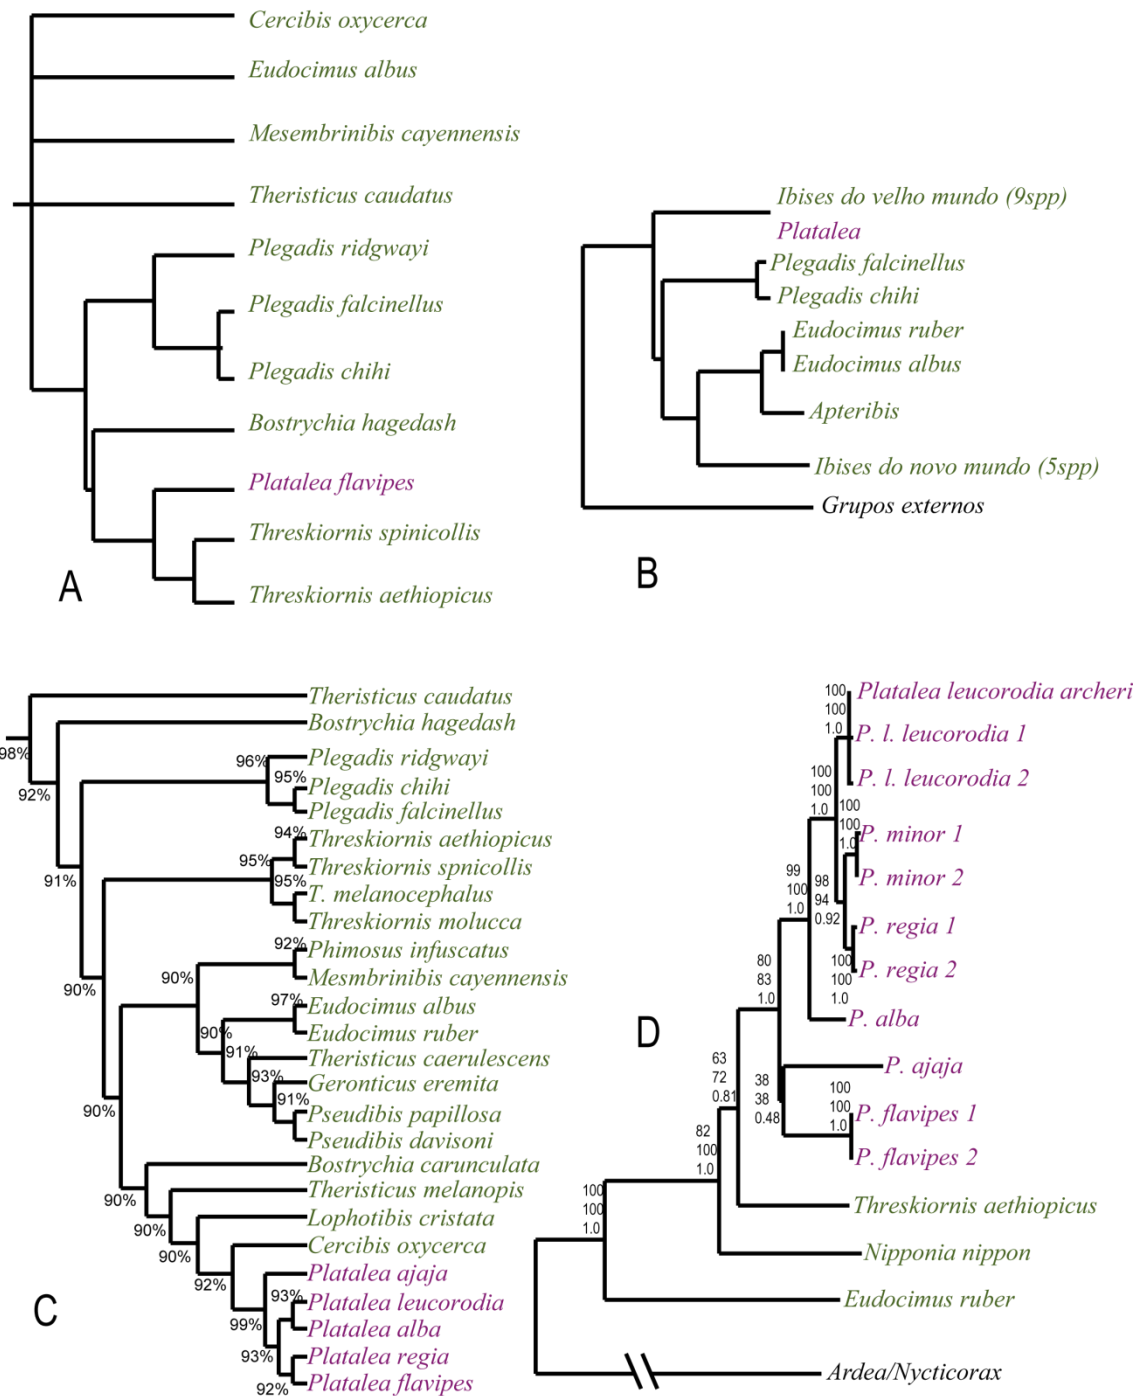 Cercibis oxycerca
Eudocimus albus
Mesembrinibis cayennensis
Theristicus caudatus
Plegadis ridgwayi
Plegadis falcinellus
Plegadis chihi
Bostrychia hagedash
Platalea flavipes
Threskiornis spinicollis
Threskiornis aethiopicus
A
Ibises do velho mundo (9spp)
Platalea
Plegadis falcinellus
Plegadis chihi
Eudocimus ruber
Eudocimus albus
Apteribis
Ibises do novo mundo (5spp)
Grupos externos
B
Theristicus caudatus
98%
Bostrychia hagedash
92%
Plegadis ridgwayi
96%
95%
Plegadis chihi
Plegadis falcinellus
91%
94%
Threskiornis aethiopicus
95%
Threskiornis spnicollis
95%
T. melanocephalus
Threskiornis molucca
90%
92%
Phimosus infuscatus
90%
Mesmbrinibis cayennensis
97%
Eudocimus albus
90%
Eudocimus ruber
91%
Theristicus caerulescens
93%
Geronticus eremita
91%
Pseudibis papillosa
90%
Pseudibis davisoni
Bostrychia carunculata
90%
Theristicus melanopis
90%
Lophotibis cristata
90%
Cercibis oxycerca
92%
Platalea ajaja
93%
Platalea leucorodia
99%
Platalea alba
93%
Platalea regia
92%
Platalea flavipes
C
100
100
1.0
Platalea leucorodia archeri
P. l. leucorodia 1
P. l. leucorodia 2
100
100
1.0
100
100
1.0
P. minor 1
P. minor 2
99
100
1.0
98
94
0.92
P. regia 1
P. regia 2
100
100
1.0
80
83
1.0
P. alba
P. ajaja
63
72
0.81
38
38
0.48
100
100
1.0
P. flavipes 1
P. flavipes 2
82
100
1.0
Threskiornis aethiopicus
100
100
1.0
Nipponia nippon
Eudocimus ruber
Ardea/Nycticorax
D